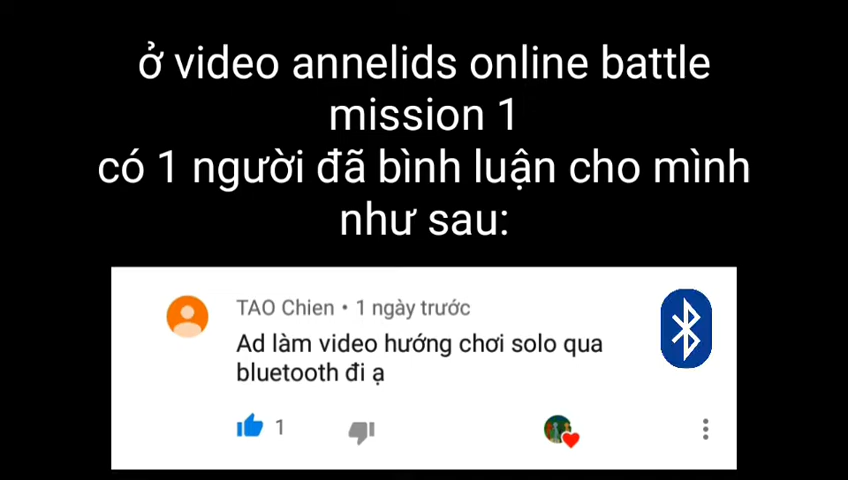 ở video annelids online battle
mission 1
có 1 người đã bình luận cho mình
như sau:
TAO Chien • 1 ngày trước
Ad làm video hướng chơi solo qua
bluetooth đi ạ
1